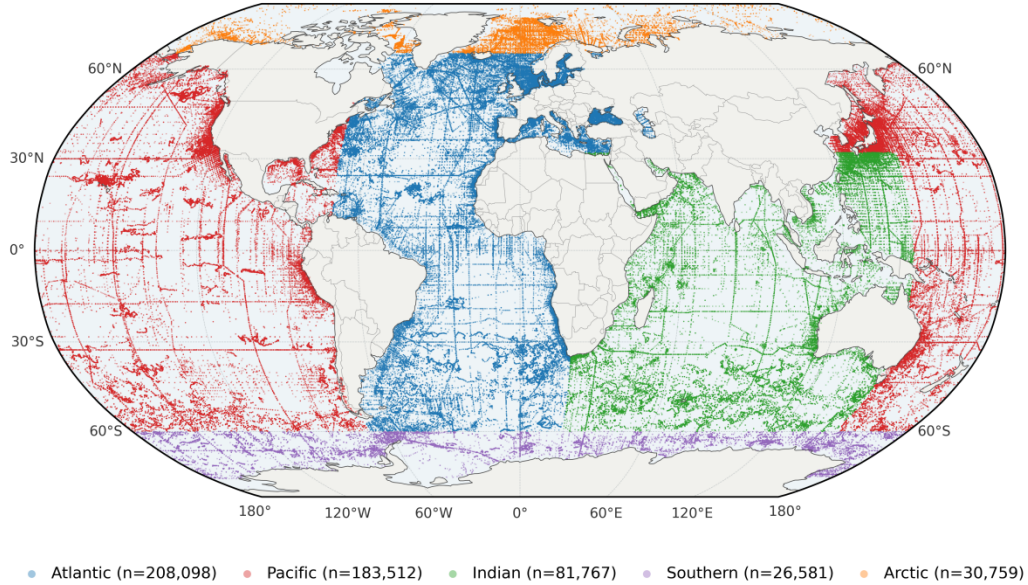 60°N 60°N
30°N 30°N
0° 0°
30°S 30°S
60°S 60°S
180° 120°W 60°W 0° 60°E 120°E 180°
Atlantic (n=208,098) Pacific (n=183,512) Indian (n=81,767) Southern (n=26,581) Arctic (n=30,759)